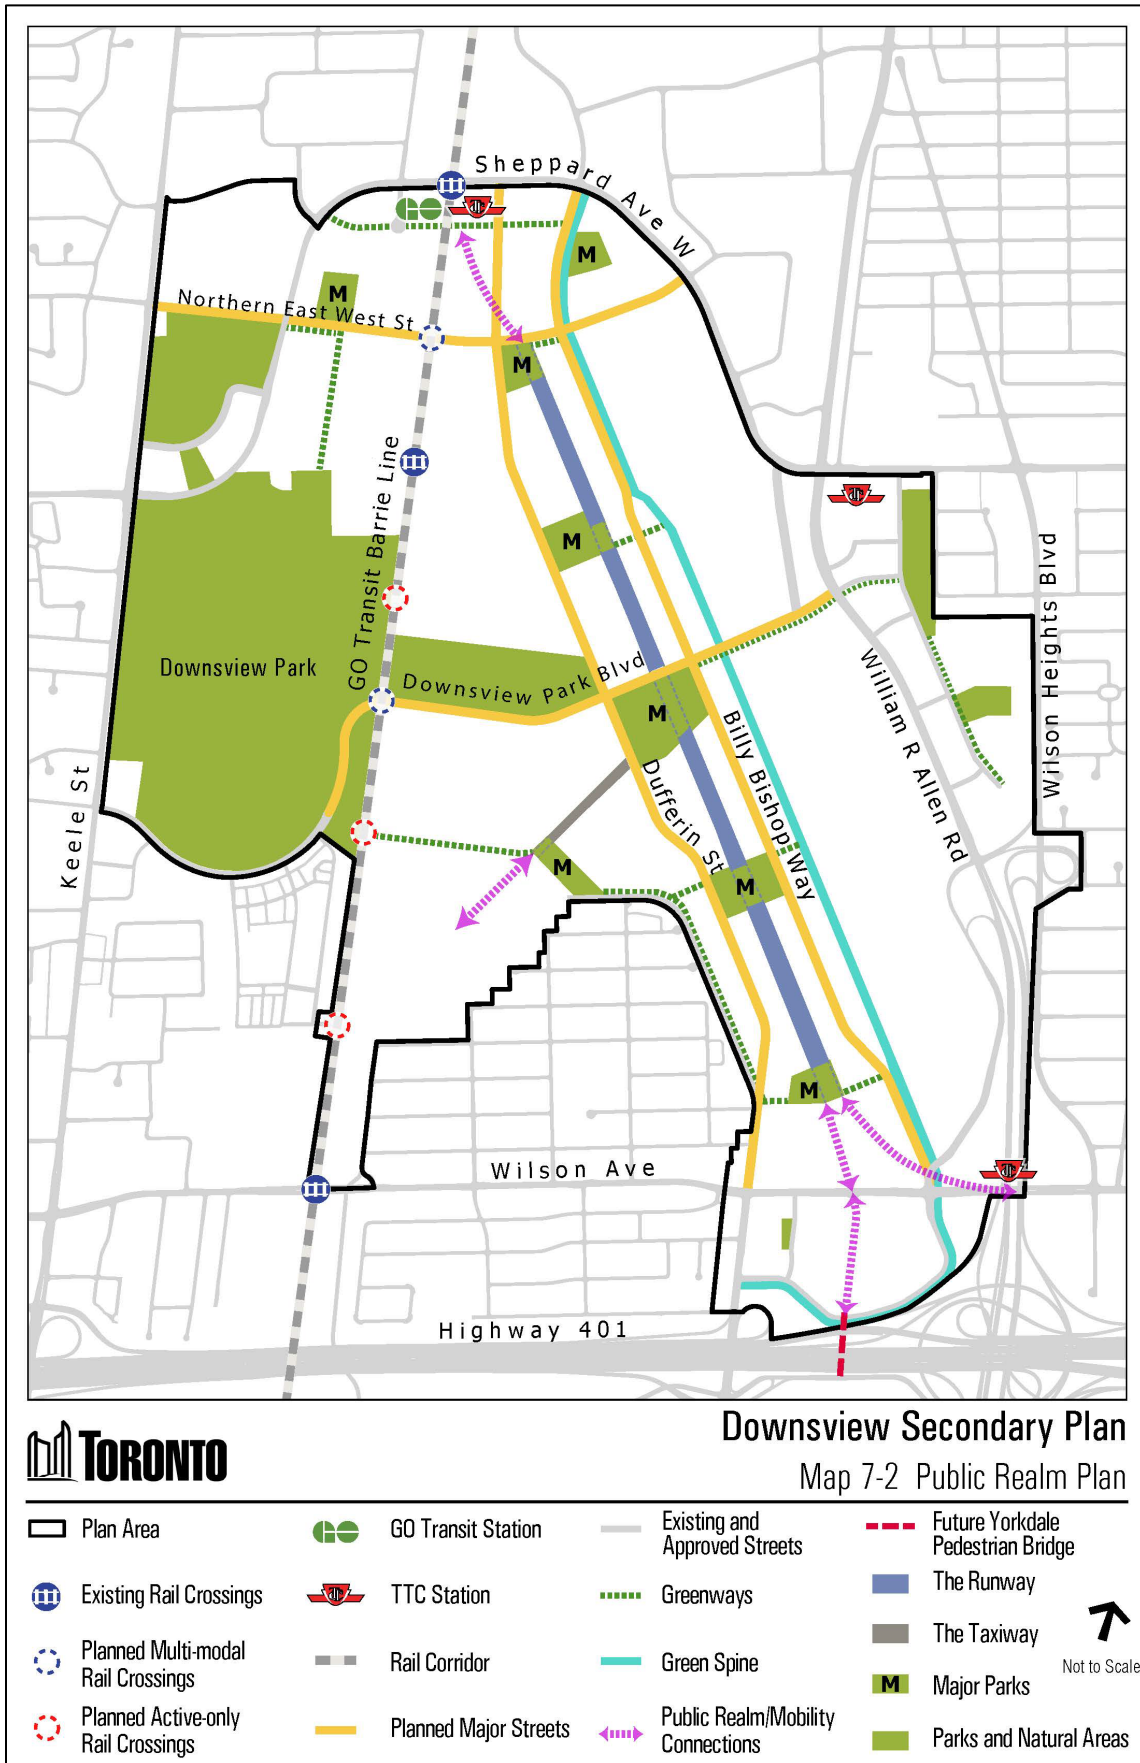 Sheppard Ave W
M
M
Northern East West St
M
GO Transit Barrie Line
M
Wilson Heights Blvd
Downsview Park
Downsview Park Blvd
William R Allen Rd
M
Billy Bishop Way
Keele St
Dufferin St
M
M
M
Wilson Ave
Highway 401
TORONTO
Downsview Secondary Plan
Map 7-2 Public Realm Plan
Plan Area
Existing Rail Crossings
Planned Multi-modal
Rail Crossings
Planned Active-only
Rail Crossings
GO Transit Station
TTC Station
Rail Corridor
Planned Major Streets
Existing and
Approved Streets
Greenways
Green Spine
Public Realm/Mobility
Connections
Future Yorkdale
Pedestrian Bridge
The Runway
The Taxiway
M
Major Parks
Parks and Natural Areas
Not to Scale